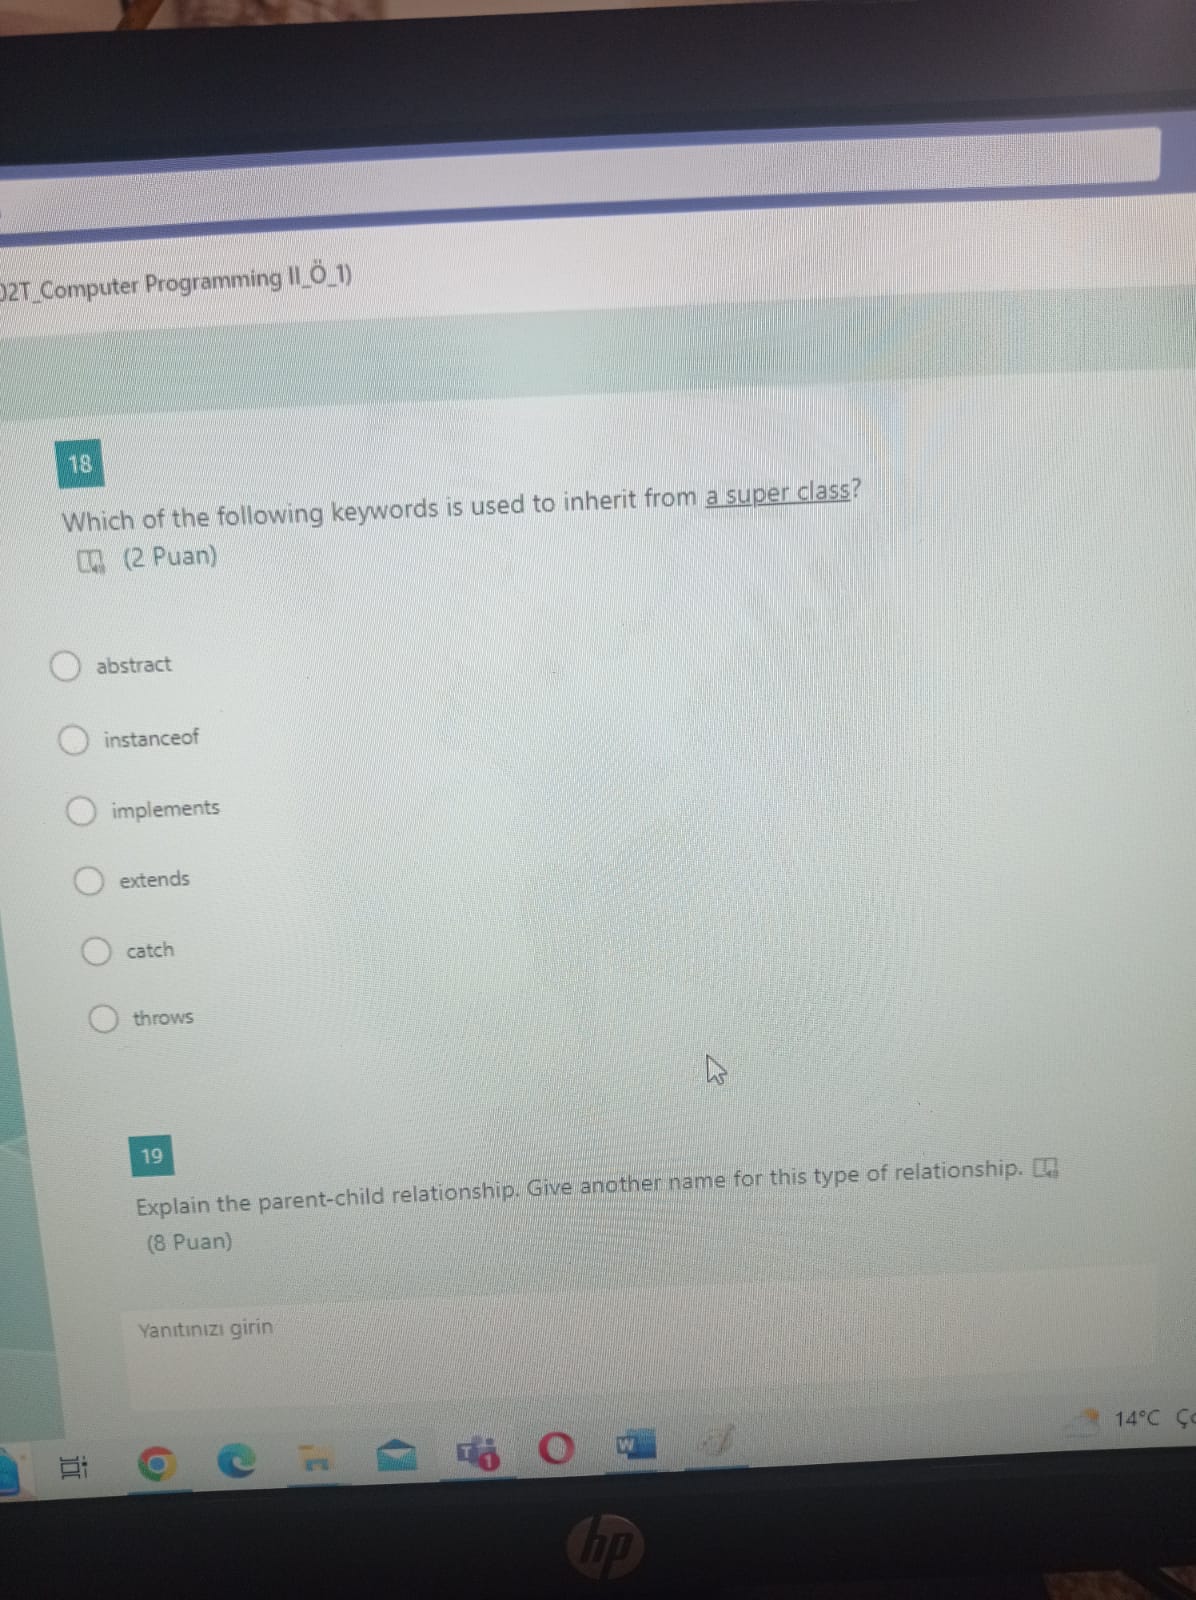 02T_Computer Programming II_Ö_1)
18
Which of the following keywords is used to inherit from a super class?
(2 Puan)
abstract
instanceof
implements
extends
catch
throws
19
Explain the parent-child relationship. Give another name for this type of relationship.
(8 Puan)
Yanıtınızı girin
14°C
T
1
W
hp